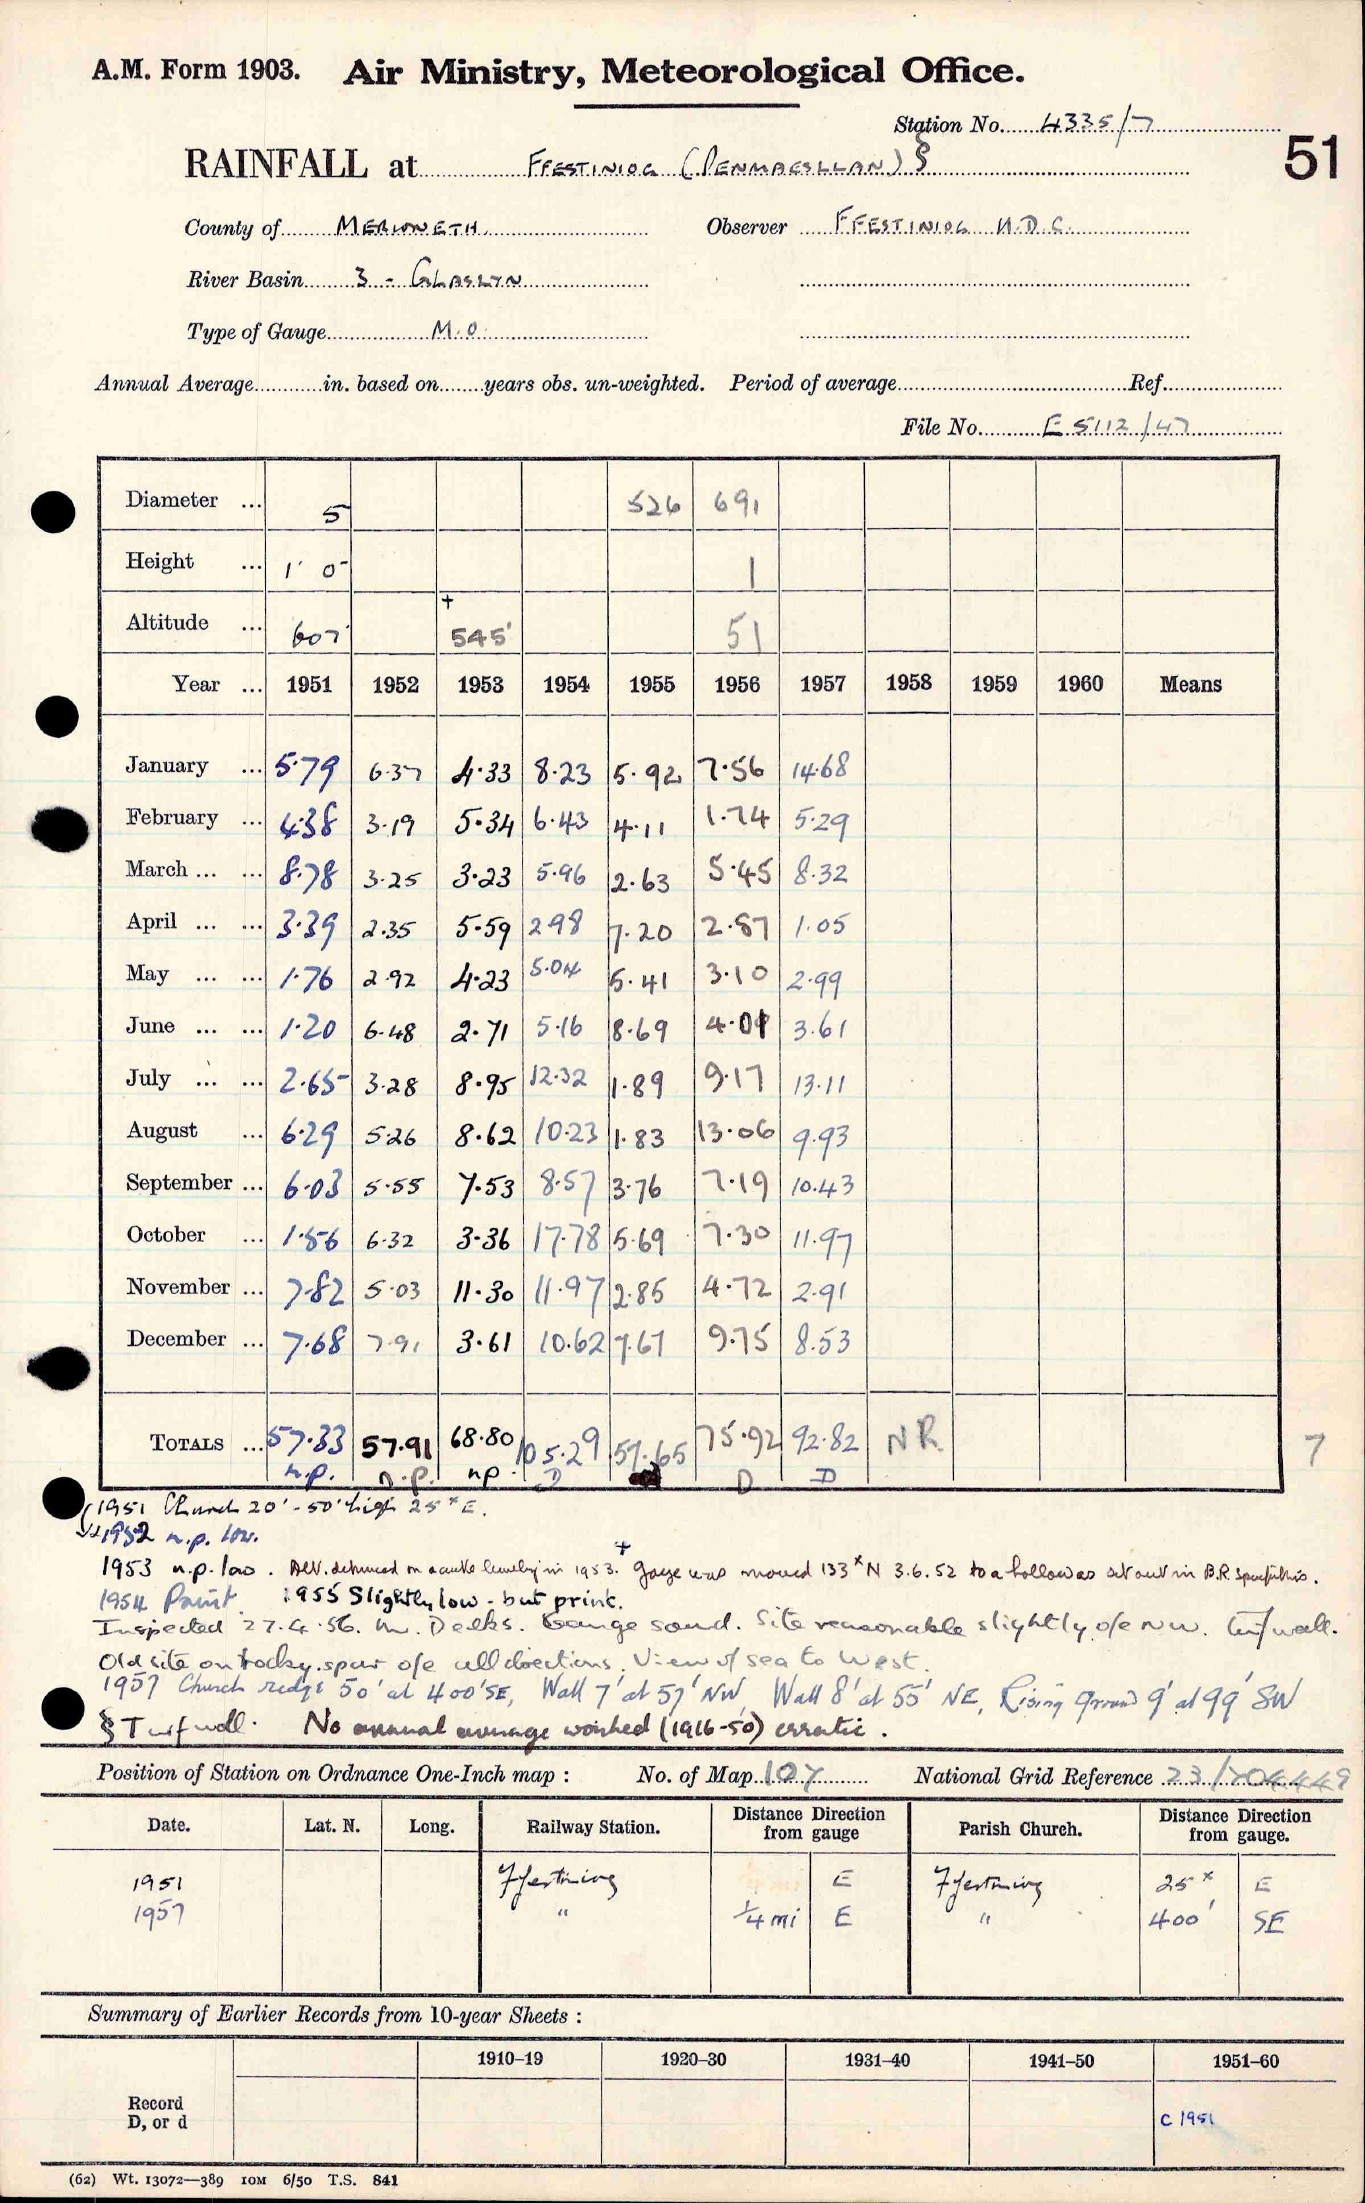 A.M. Form 1903. Air Ministry, Meteorological Office.
Station No. 4335/7
51
RAINFALL at FFESTINIOG (PENMAESLLAN) §
County of MERIONETH Observer FFESTINIOG U.D.C.
River Basin 3 - GLASLYN
Type of Gauge M.O.
Annual Average in. based on years obs. un-weighted. Period of average Ref.
File No. E 5112/47
Diameter ... 5 526 691
Height ... 1' 0" 1
Altitude ... 607' + 545' 51
Year ... 1951 1952 1953 1954 1955 1956 1957 1958 1959 1960 Means
January ... 5.79 6.37 4.33 8.23 5.92 7.56 14.68
February ... 4.38 3.19 5.34 6.43 4.11 1.74 5.29
March ... ... 8.78 3.25 3.23 5.96 2.63 5.45 8.32
April ... ... 3.39 2.35 5.59 2.98 7.20 2.87 1.05
May ... ... 1.76 2.92 4.23 5.04 5.41 3.10 2.99
June ... ... 1.20 6.48 2.71 5.16 8.69 4.01 3.61
July ... ... 2.65 3.28 8.95 12.32 1.89 9.17 13.11
August ... 6.29 5.26 8.62 10.23 1.83 13.06 9.93
September ... 6.03 5.55 7.53 8.57 3.76 7.19 10.43
October ... 1.56 6.32 3.36 17.78 5.69 7.30 11.97
November ... 7.82 5.03 11.30 11.97 2.85 4.72 2.91
December ... 7.68 7.91 3.61 10.62 7.67 9.75 8.53
TOTALS ... 57.33 57.91 68.80 105.29 57.65 75.92 92.82 NR 7
n.p. n.p. np. D D D
1951 Church 20' - 50' high 25ˣ E.
1952 n.p. low.
1953 n.p. low. Alt. determined on accurate levelling in 1953. + Gauge was moved 133ˣ N 3.6.52 to a hollow as set out in B.R.
1954 Print. 1955 Slightly low - but print.
Inspected 27.4.56. Gauge sound. Site reasonable slightly o/e NW. Turf wall.
Old site on rocky spur o/e all directions. View of sea to West.
1957 Church ridge 50' at 400' SE, Wall 7' at 57' NW, Wall 8' at 55' NE, Rising ground 9' at 99' SW
§ Turf wall. No annual average worked (1916-50) erratic.
Position of Station on Ordnance One-Inch map : No. of Map 107 National Grid Reference 23/704449
Date. Lat. N. Long. Railway Station. Distance from gauge Direction Parish Church. Distance from gauge. Direction
1951 Ffestiniog E Ffestiniog 25ˣ E
1957 " ¼ mi E " 400' SE
Summary of Earlier Records from 10-year Sheets :
1910–19 1920–30 1931–40 1941–50 1951–60
Record D, or d C 1951
(62) Wt. 13072—389 10M 6/50 T.S. 841